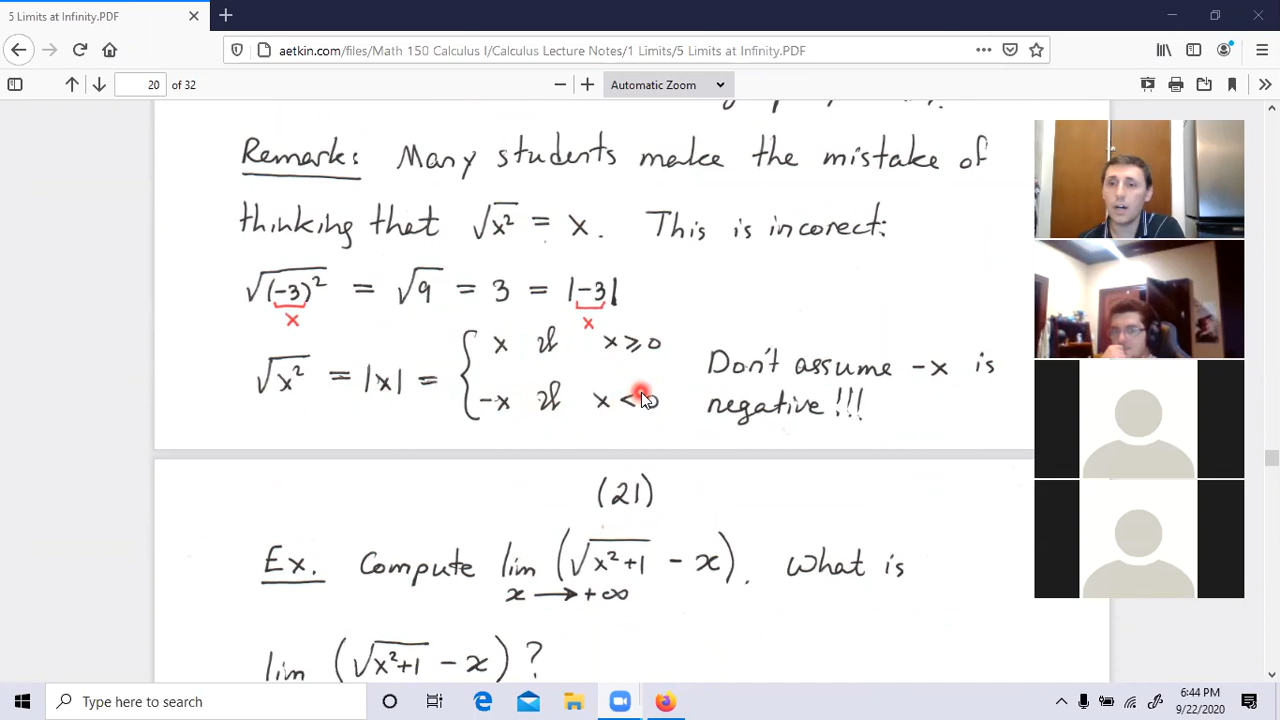 5 Limits at Infinity.PDF
aetkin.com/files/Math 150 Calculus I/Calculus Lecture Notes/1 Limits/5 Limits at Infinity.PDF
20 of 32
Automatic Zoom
Remark: Many students make the mistake of
thinking that √x² = x. This is incorect:
√(-3)² = √9 = 3 = |-3|
x x
√x² = |x| = { x if x ≥ 0
-x if x < 0
Don't assume -x is
negative!!!
(21)
Ex. Compute lim (√x²+1 - x). What is
x → +∞
lim (√x²+1 - x) ?
Type here to search
6:44 PM
9/22/2020